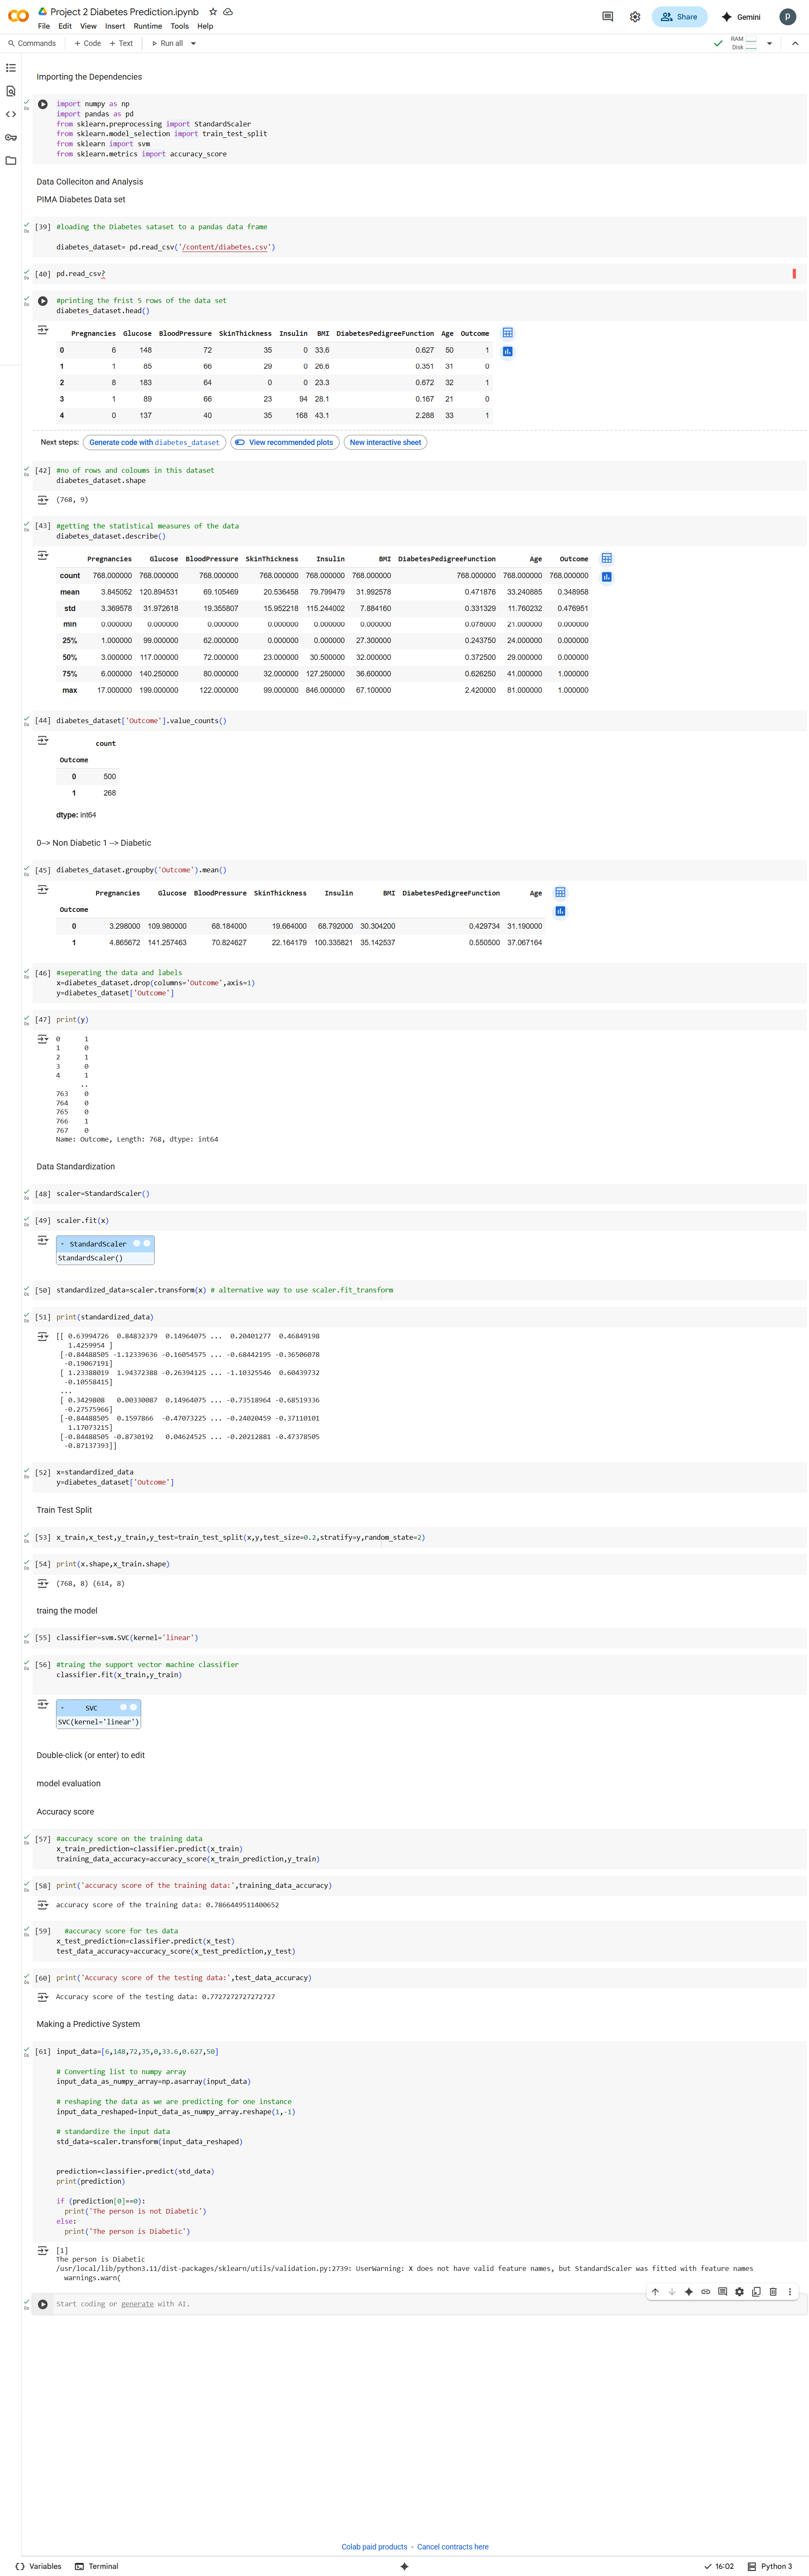 Project 2 Diabetes Prediction.ipynb
File Edit View Insert Runtime Tools Help
Share
Gemini
p
Commands + Code + Text Run all
RAM
Disk
Importing the Dependencies
import numpy as np
import pandas as pd
from sklearn.preprocessing import StandardScaler
from sklearn.model_selection import train_test_split
from sklearn import svm
from sklearn.metrics import accuracy_score
Data Colleciton and Analysis
PIMA Diabetes Data set
[39] #loading the Diabetes sataset to a pandas data frame
diabetes_dataset= pd.read_csv('/content/diabetes.csv')
[40] pd.read_csv?
#printing the frist 5 rows of the data set
diabetes_dataset.head()
Pregnancies Glucose BloodPressure SkinThickness Insulin BMI DiabetesPedigreeFunction Age Outcome
0 6 148 72 35 0 33.6 0.627 50 1
1 1 85 66 29 0 26.6 0.351 31 0
2 8 183 64 0 0 23.3 0.672 32 1
3 1 89 66 23 94 28.1 0.167 21 0
4 0 137 40 35 168 43.1 2.288 33 1
Next steps: Generate code with diabetes_dataset View recommended plots New interactive sheet
[42] #no of rows and coloums in this dataset
diabetes_dataset.shape
(768, 9)
[43] #getting the statistical measures of the data
diabetes_dataset.describe()
Pregnancies Glucose BloodPressure SkinThickness Insulin BMI DiabetesPedigreeFunction Age Outcome
count 768.000000 768.000000 768.000000 768.000000 768.000000 768.000000 768.000000 768.000000 768.000000
mean 3.845052 120.894531 69.105469 20.536458 79.799479 31.992578 0.471876 33.240885 0.348958
std 3.369578 31.972618 19.355807 15.952218 115.244002 7.884160 0.331329 11.760232 0.476951
min 0.000000 0.000000 0.000000 0.000000 0.000000 0.000000 0.078000 21.000000 0.000000
25% 1.000000 99.000000 62.000000 0.000000 0.000000 27.300000 0.243750 24.000000 0.000000
50% 3.000000 117.000000 72.000000 23.000000 30.500000 32.000000 0.372500 29.000000 0.000000
75% 6.000000 140.250000 80.000000 32.000000 127.250000 36.600000 0.626250 41.000000 1.000000
max 17.000000 199.000000 122.000000 99.000000 846.000000 67.100000 2.420000 81.000000 1.000000
[44] diabetes_dataset['Outcome'].value_counts()
count
Outcome
0 500
1 268
dtype: int64
0--> Non Diabetic 1 --> Diabetic
[45] diabetes_dataset.groupby('Outcome').mean()
Pregnancies Glucose BloodPressure SkinThickness Insulin BMI DiabetesPedigreeFunction Age
Outcome
0 3.298000 109.980000 68.184000 19.664000 68.792000 30.304200 0.429734 31.190000
1 4.865672 141.257463 70.824627 22.164179 100.335821 35.142537 0.550500 37.067164
[46] #seperating the data and labels
x=diabetes_dataset.drop(columns='Outcome',axis=1)
y=diabetes_dataset['Outcome']
[47] print(y)
0 1
1 0
2 1
3 0
4 1
..
763 0
764 0
765 0
766 1
767 0
Name: Outcome, Length: 768, dtype: int64
Data Standardization
[48] scaler=StandardScaler()
[49] scaler.fit(x)
StandardScaler
StandardScaler()
[50] standardized_data=scaler.transform(x) # alternative way to use scaler.fit_transform
[51] print(standardized_data)
[[ 0.63994726 0.84832379 0.14964075 ... 0.20401277 0.46849198
1.4259954 ]
[-0.84488505 -1.12339636 -0.16054575 ... -0.68442195 -0.36506078
-0.19067191]
[ 1.23388019 1.94372388 -0.26394125 ... -1.10325546 0.60439732
-0.10558415]
...
[ 0.3429808 0.00330087 0.14964075 ... -0.73518964 -0.68519336
-0.27575966]
[-0.84488505 0.1597866 -0.47073225 ... -0.24020459 -0.37110101
1.17073215]
[-0.84488505 -0.8730192 0.04624525 ... -0.20212881 -0.47378505
-0.87137393]]
[52] x=standardized_data
y=diabetes_dataset['Outcome']
Train Test Split
[53] x_train,x_test,y_train,y_test=train_test_split(x,y,test_size=0.2,stratify=y,random_state=2)
[54] print(x.shape,x_train.shape)
(768, 8) (614, 8)
traing the model
[55] classifier=svm.SVC(kernel='linear')
[56] #traing the support vector machine classifier
classifier.fit(x_train,y_train)
SVC
SVC(kernel='linear')
Double-click (or enter) to edit
model evaluation
Accuracy score
[57] #accuracy score on the training data
x_train_prediction=classifier.predict(x_train)
training_data_accuracy=accuracy_score(x_train_prediction,y_train)
[58] print('accuracy score of the training data:',training_data_accuracy)
accuracy score of the training data: 0.7866449511400652
[59] #accuracy score for tes data
x_test_prediction=classifier.predict(x_test)
test_data_accuracy=accuracy_score(x_test_prediction,y_test)
[60] print('Accuracy score of the testing data:',test_data_accuracy)
Accuracy score of the testing data: 0.7727272727272727
Making a Predictive System
[61] input_data=[6,148,72,35,0,33.6,0.627,50]
# Converting list to numpy array
input_data_as_numpy_array=np.asarray(input_data)
# reshaping the data as we are predicting for one instance
input_data_reshaped=input_data_as_numpy_array.reshape(1,-1)
# standardize the input data
std_data=scaler.transform(input_data_reshaped)
prediction=classifier.predict(std_data)
print(prediction)
if (prediction[0]==0):
print('The person is not Diabetic')
else:
print('The person is Diabetic')
[1]
The person is Diabetic
/usr/local/lib/python3.11/dist-packages/sklearn/utils/validation.py:2739: UserWarning: X does not have valid feature names, but StandardScaler was fitted with feature names
warnings.warn(
Start coding or generate with AI.
Colab paid products - Cancel contracts here
Variables Terminal 16:02 Python 3